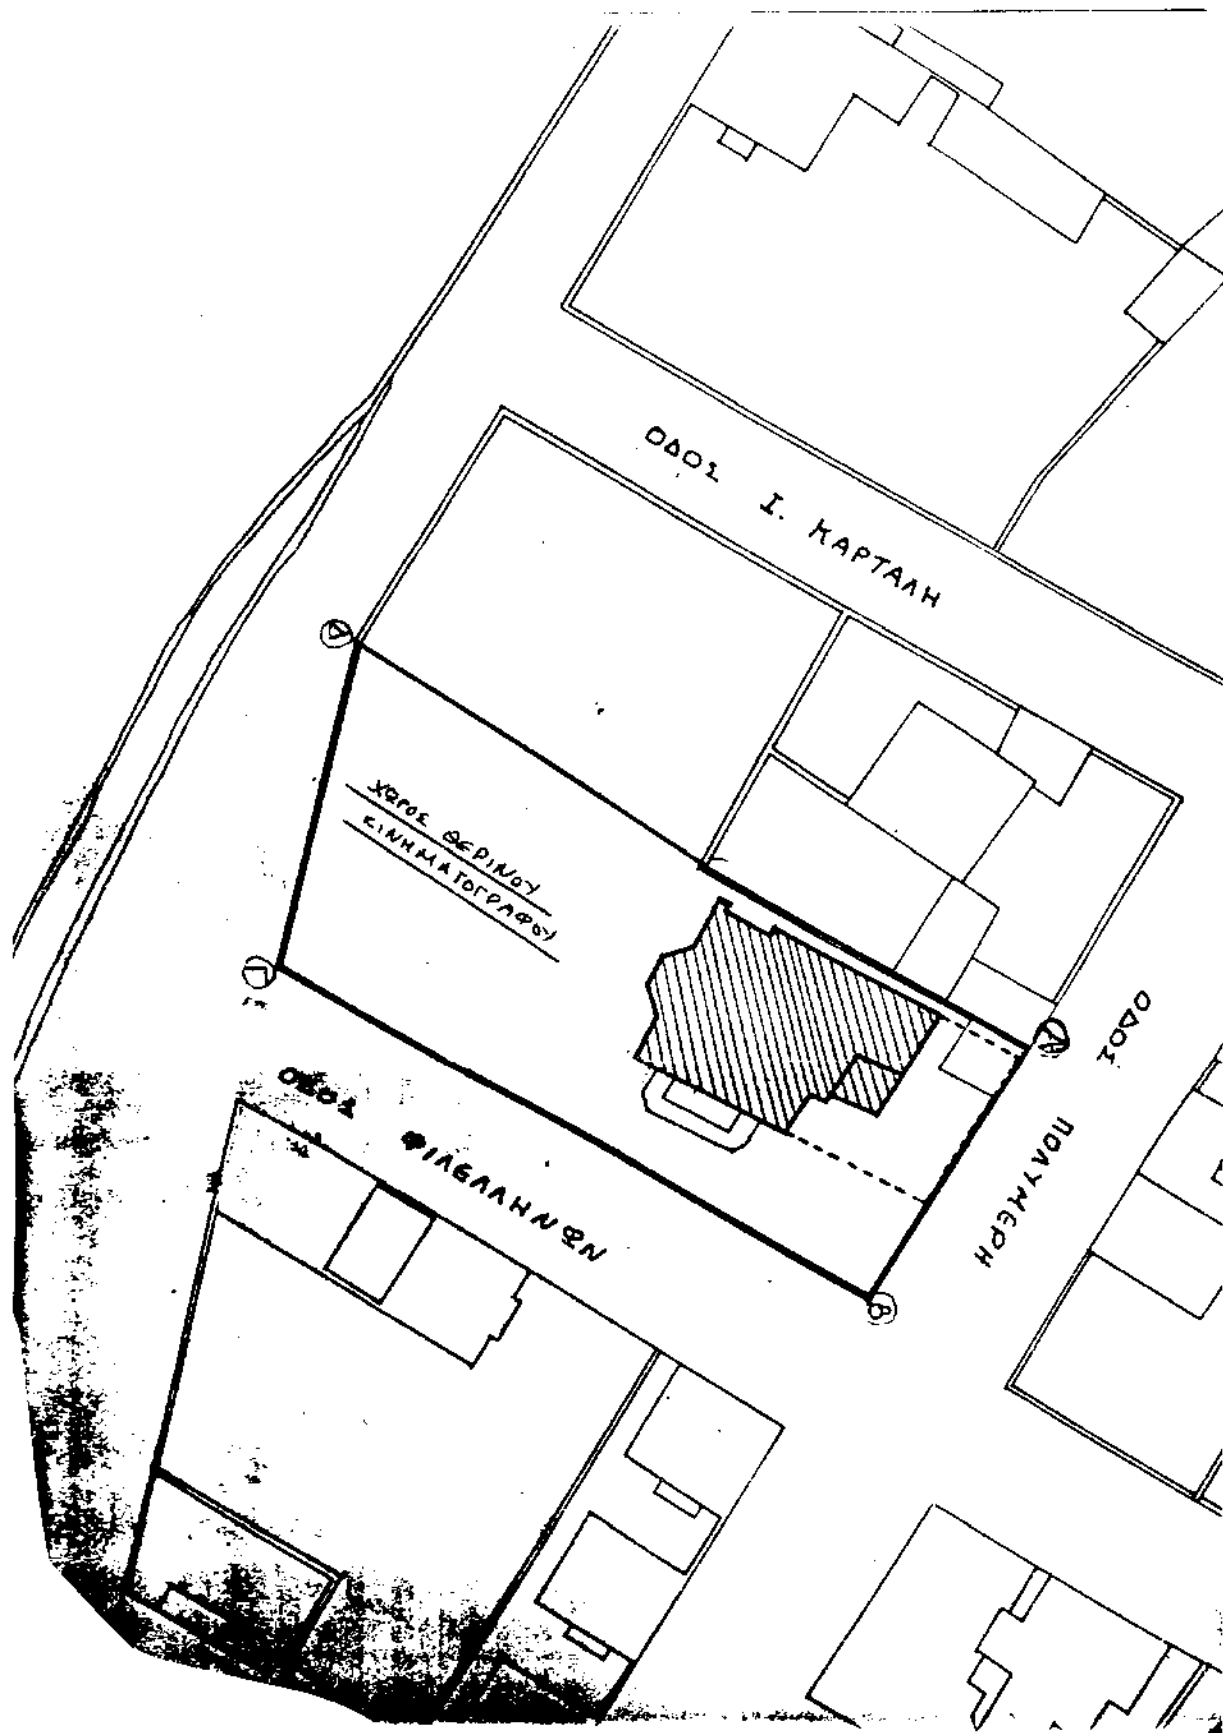 ΟΔΟΣ Ι. ΚΑΡΤΑΛΗ
Δ
ΧΩΡΟΣ ΘΕΡΙΝΟΥ
ΚΙΝΗΜΑΤΟΓΡΑΦΟΥ
Γ
Α
ΟΔΟΣ ΠΟΛΥΜΕΡΗ
ΟΔΟΣ ΦΙΛΕΛΛΗΝΩΝ
Β